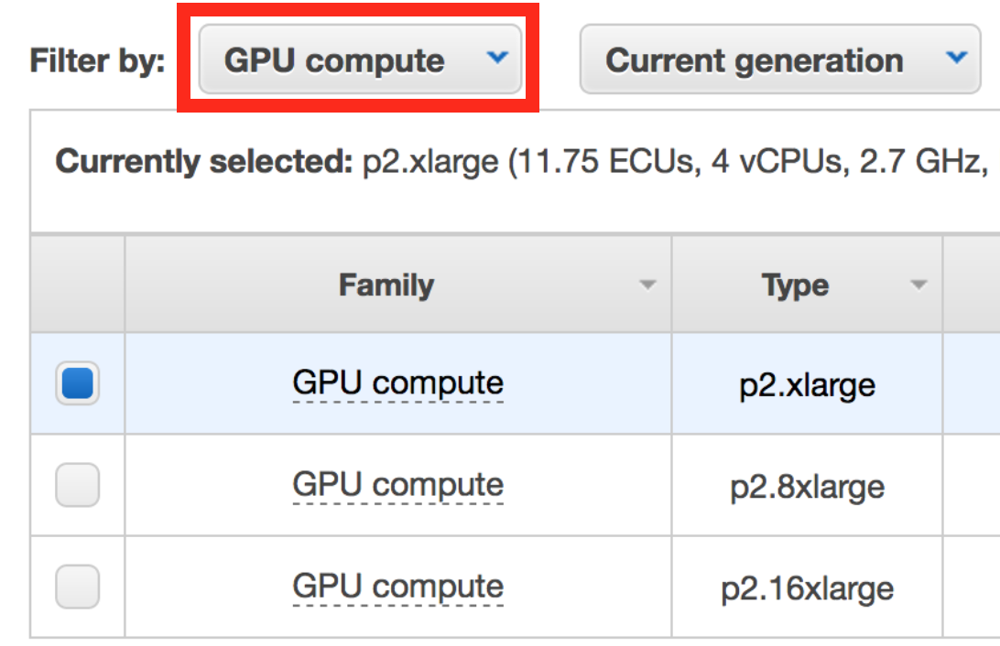 Filter by: GPU compute Current generation
Currently selected: p2.xlarge (11.75 ECUs, 4 vCPUs, 2.7 GHz,
Family Type
GPU compute p2.xlarge
GPU compute p2.8xlarge
GPU compute p2.16xlarge